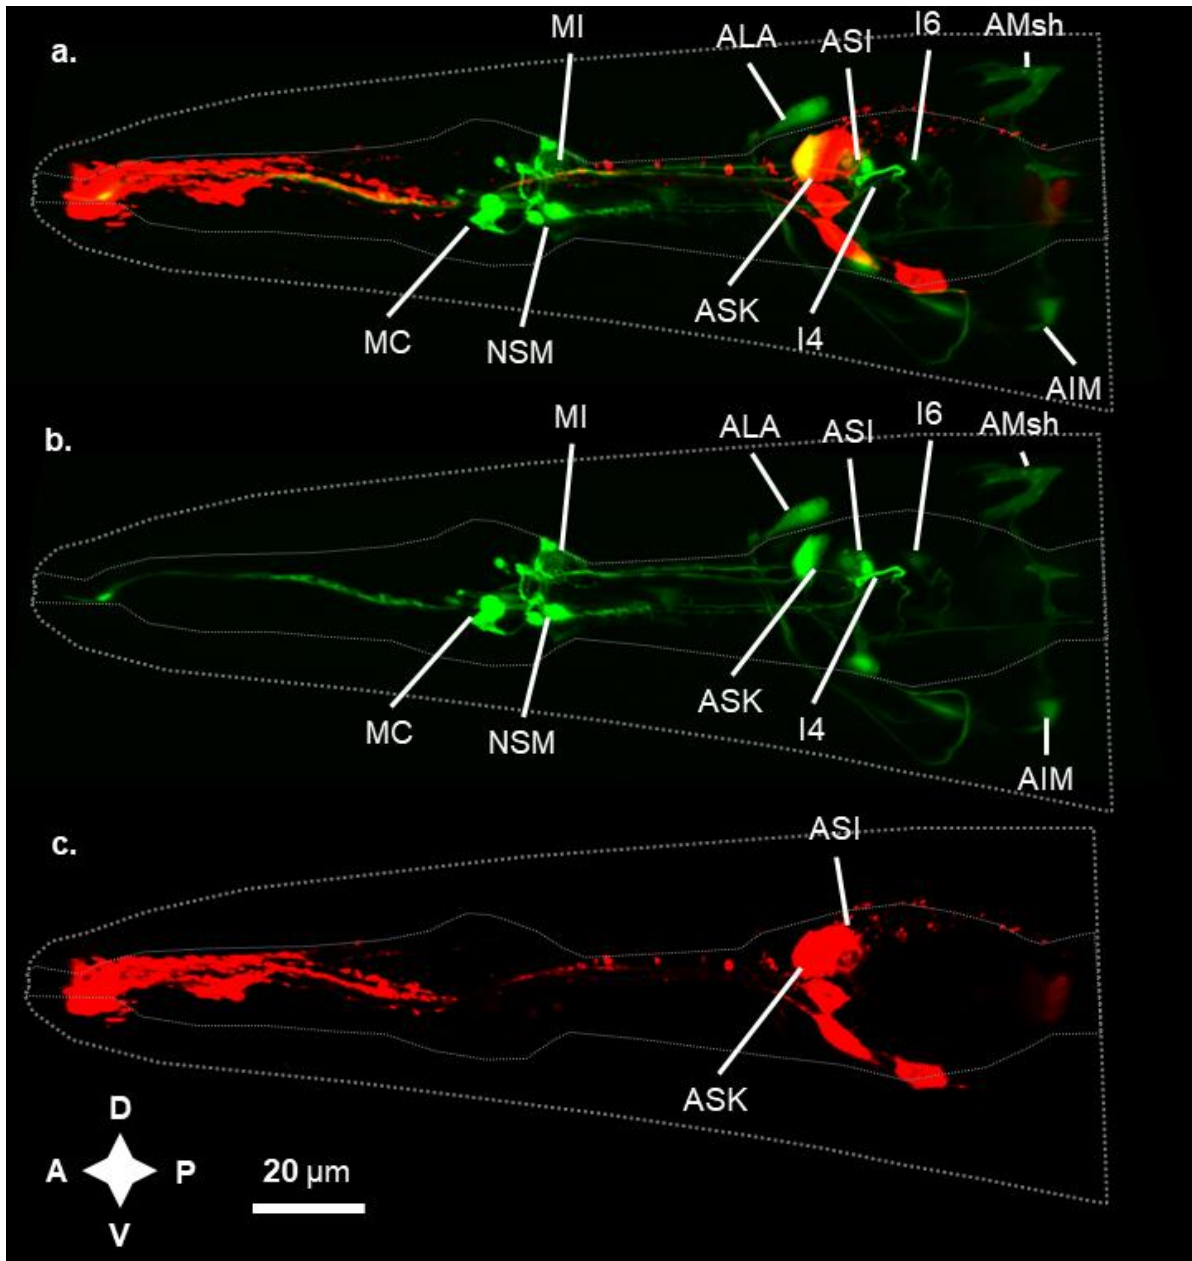 a.
MI
ALA
ASI
I6
AMsh
MC
NSM
ASK
I4
AIM
b.
MI
ALA
ASI
I6
AMsh
MC
NSM
ASK
I4
AIM
c.
ASI
ASK
D
A
P
V
20 µm